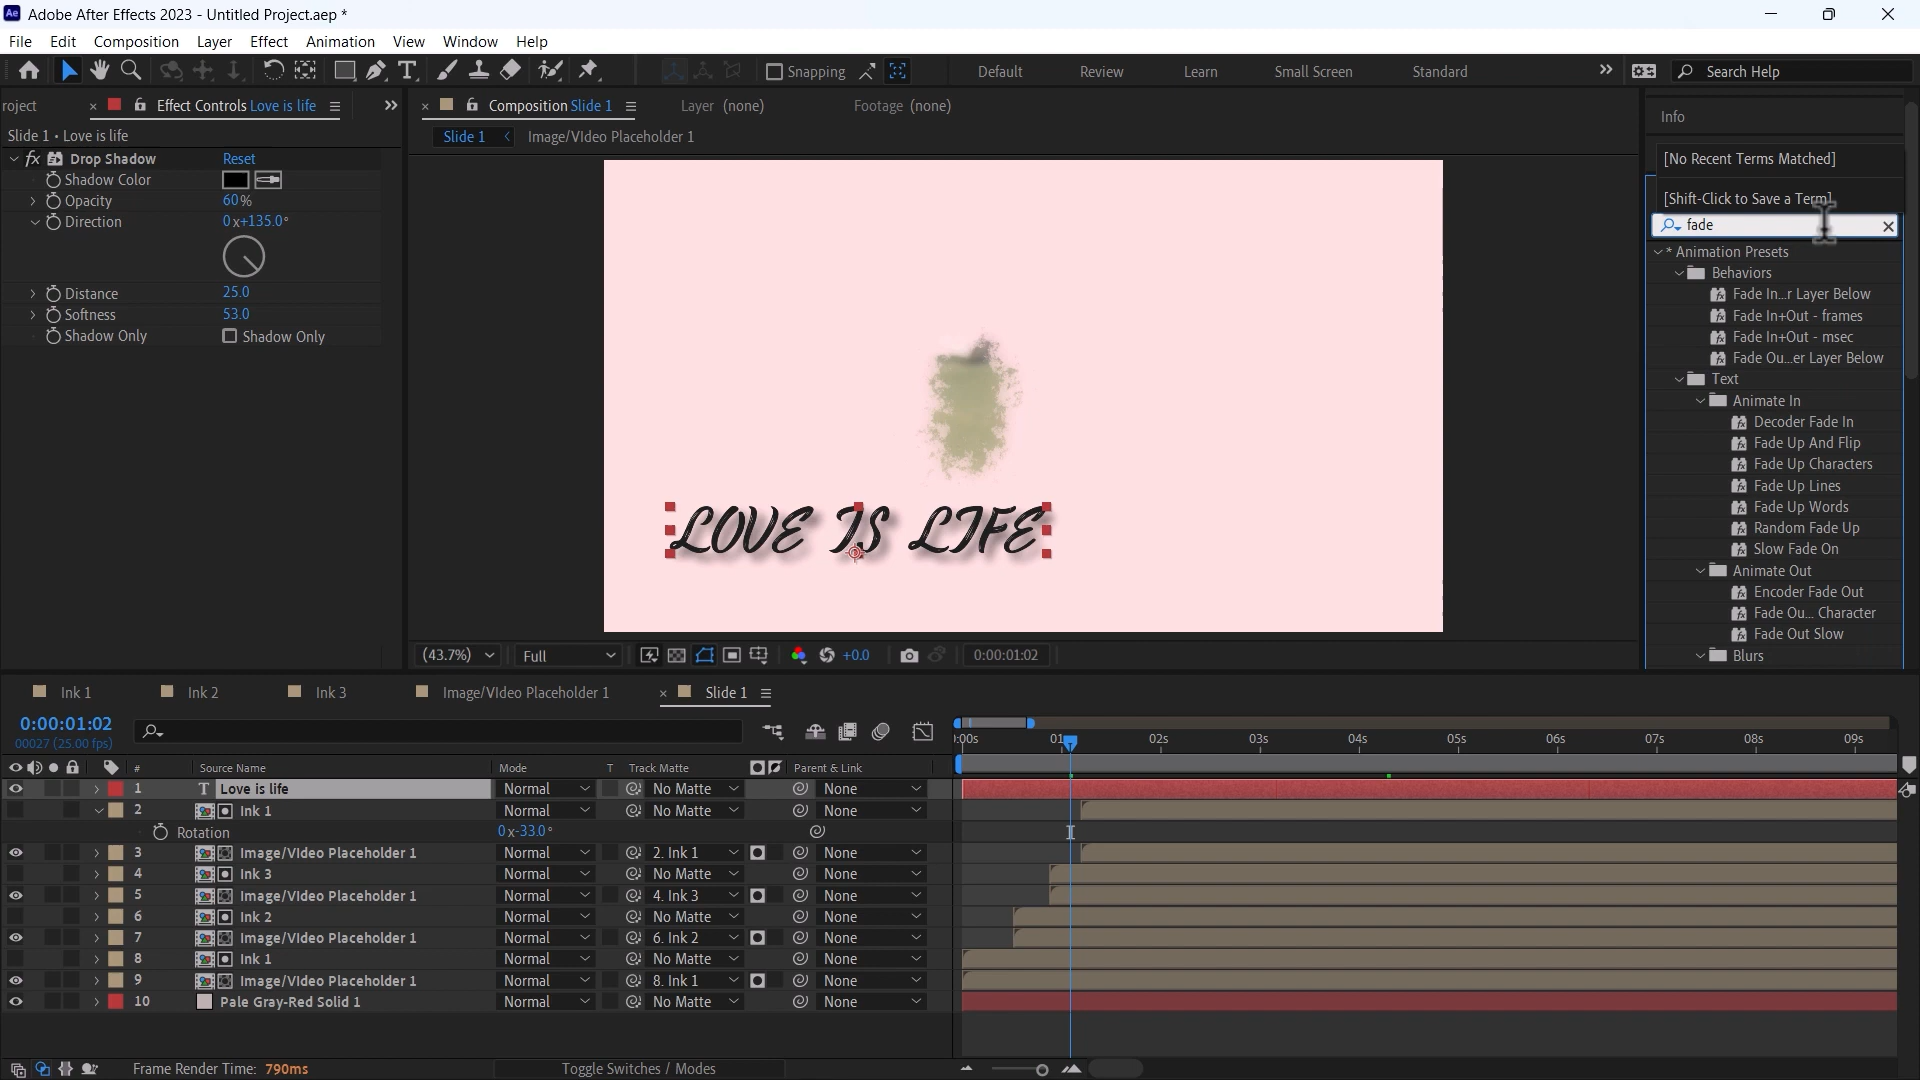 Adobe After Effects 2023 - Untitled Project.aep *
File Edit Composition Layer Effect Animation View Window Help
Snapping Default Review Learn Small Screen Standard Search Help
roject Effect Controls Love is life Composition Slide 1 Layer (none) Footage (none) Info
Slide 1 • Love is life
Slide 1 Image/VIdeo Placeholder 1
fx Drop Shadow Reset
Shadow Color
Opacity 60%
Direction 0x+135.0°
Distance 25.0
Softness 53.0
Shadow Only Shadow Only
LOVE IS LIFE
[No Recent Terms Matched]
[Shift-Click to Save a Term]
fade
* Animation Presets
Behaviors
Fade In...r Layer Below
Fade In+Out - frames
Fade In+Out - msec
Fade Ou...er Layer Below
Text
Animate In
Decoder Fade In
Fade Up And Flip
Fade Up Characters
Fade Up Lines
Fade Up Words
Random Fade Up
Slow Fade On
Animate Out
Encoder Fade Out
Fade Ou... Character
Fade Out Slow
Blurs
(43.7%) Full +0.0 0:00:01:02
Ink 1 Ink 2 Ink 3 Image/VIdeo Placeholder 1 Slide 1
0:00:01:02
00027 (25.00 fps)
:00s 01 02s 03s 04s 05s 06s 07s 08s 09s
# Source Name Mode T Track Matte Parent & Link
1 T Love is life Normal No Matte None
2 Ink 1 Normal No Matte None
Rotation 0x-33.0°
3 Image/VIdeo Placeholder 1 Normal 2. Ink 1 None
4 Ink 3 Normal No Matte None
5 Image/VIdeo Placeholder 1 Normal 4. Ink 3 None
6 Ink 2 Normal No Matte None
7 Image/VIdeo Placeholder 1 Normal 6. Ink 2 None
8 Ink 1 Normal No Matte None
9 Image/VIdeo Placeholder 1 Normal 8. Ink 1 None
10 Pale Gray-Red Solid 1 Normal No Matte None
Frame Render Time: 790ms Toggle Switches / Modes